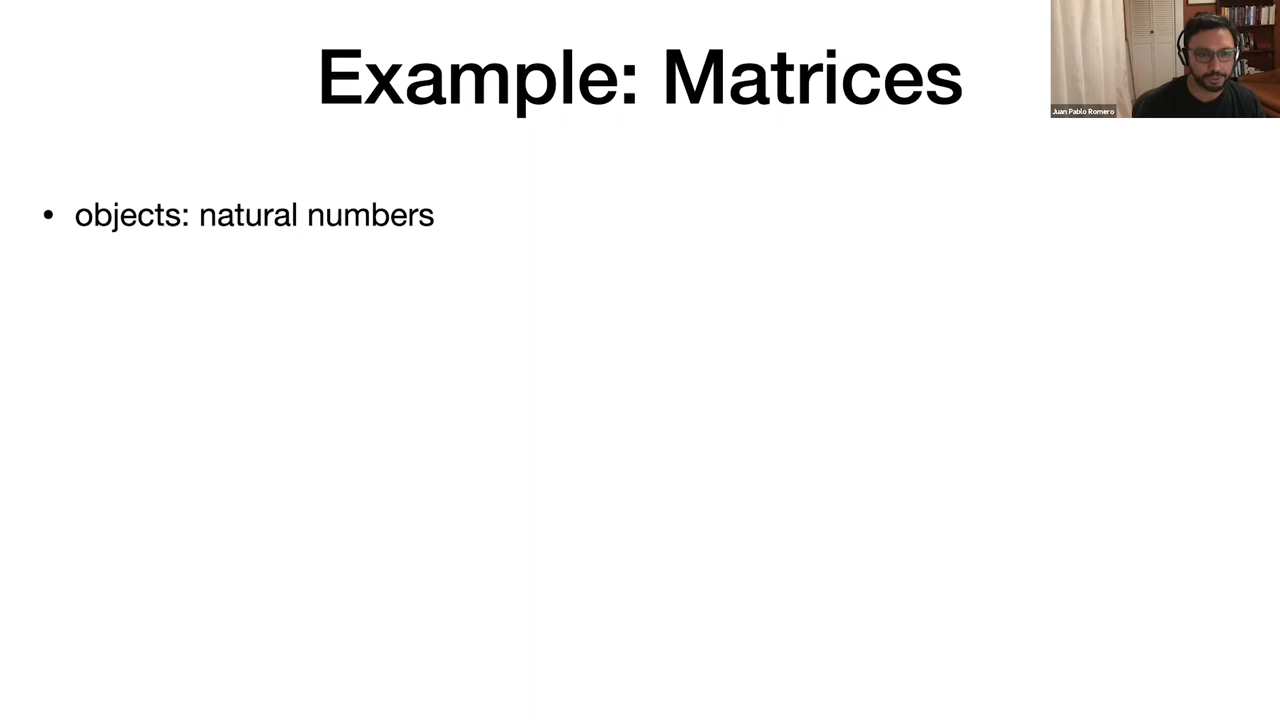 Example: Matrices
Juan Pablo Romero
• objects: natural numbers